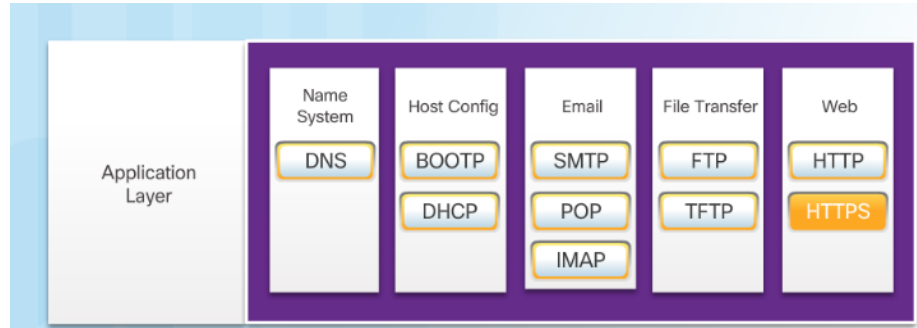 Application
Layer
Name
System
DNS
Host Config
BOOTP
DHCP
Email
SMTP
POP
IMAP
File Transfer
FTP
TFTP
Web
HTTP
HTTPS